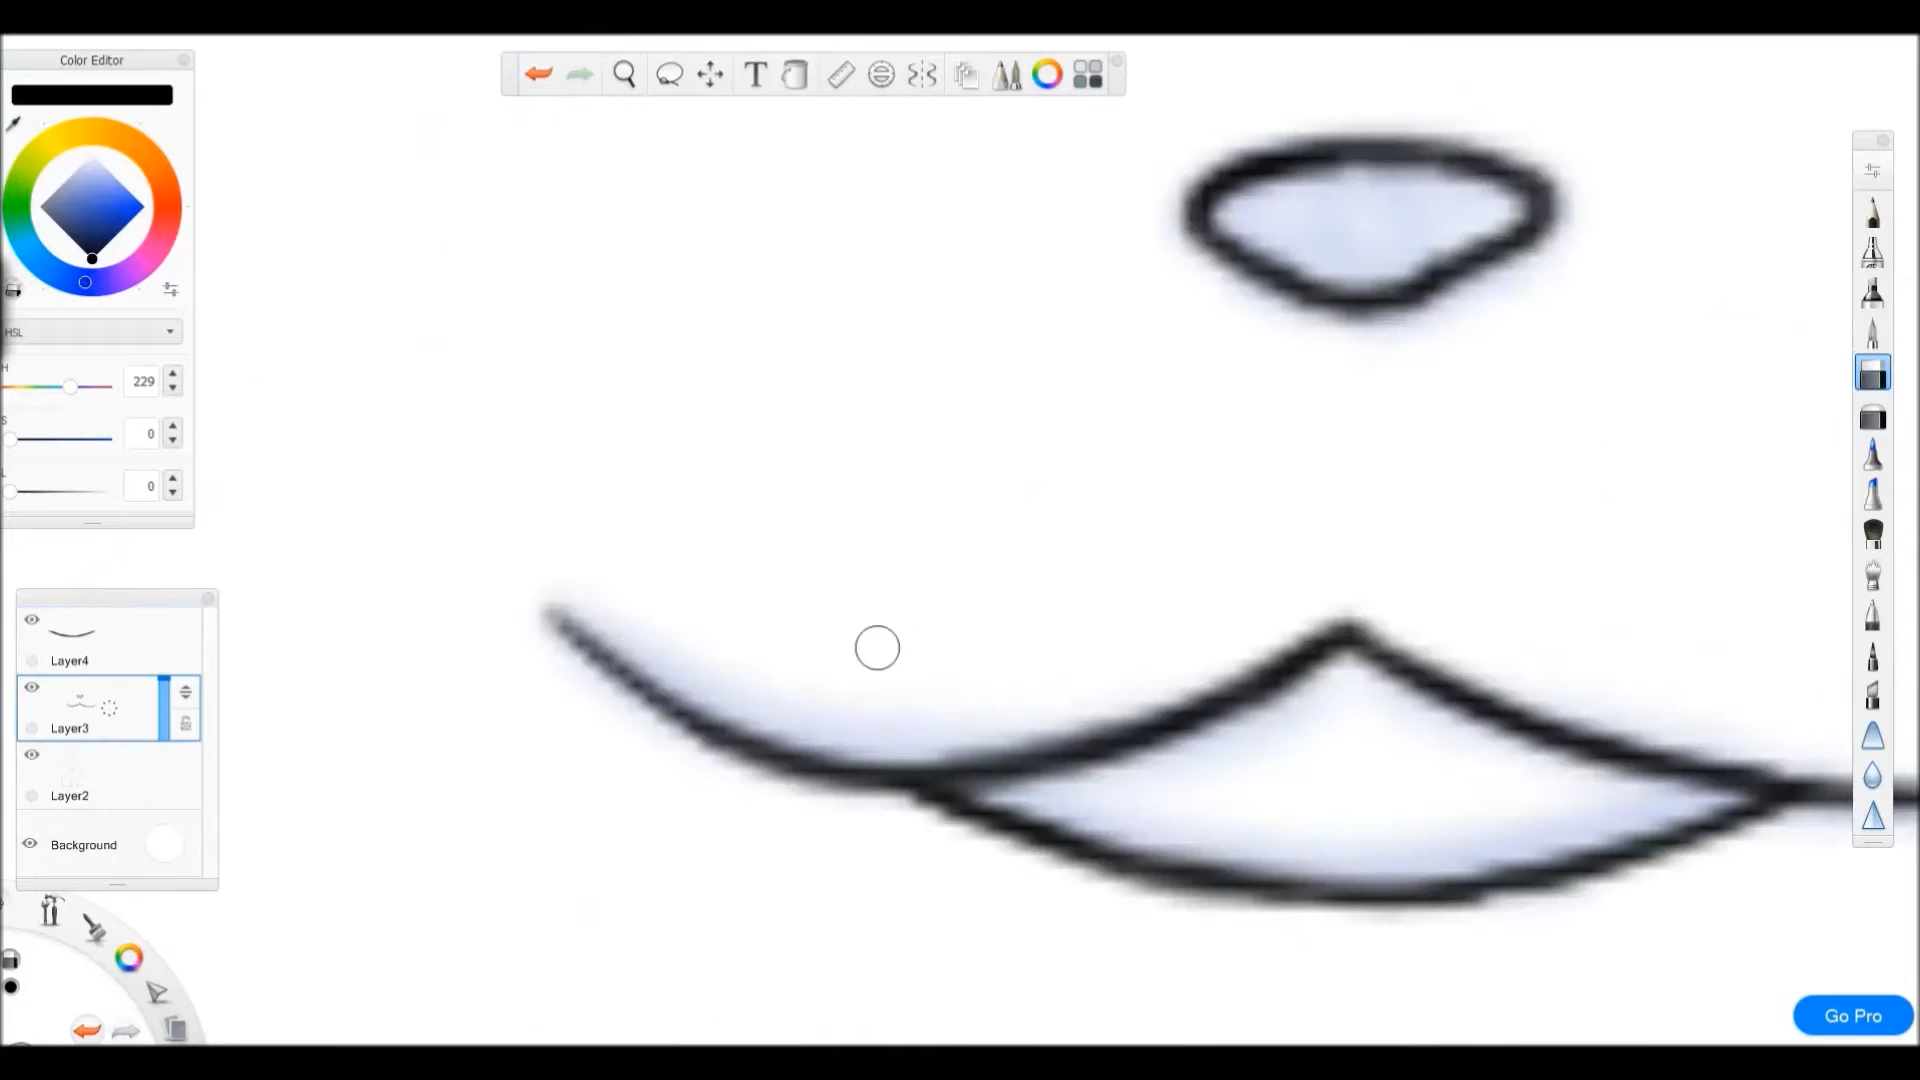 Color Editor
T
HSL
H
229
S
0
L
0
Layer4
Layer3
Layer2
Background
Go Pro